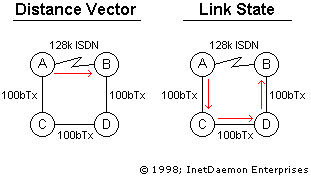 Distance Vector
Link State
128k ISDN
128k ISDN
A
B
A
B
100bTx
100bTx
100bTx
100bTx
C
D
C
D
100bTx
100bTx
© 1998; InetDaemon Enterprises